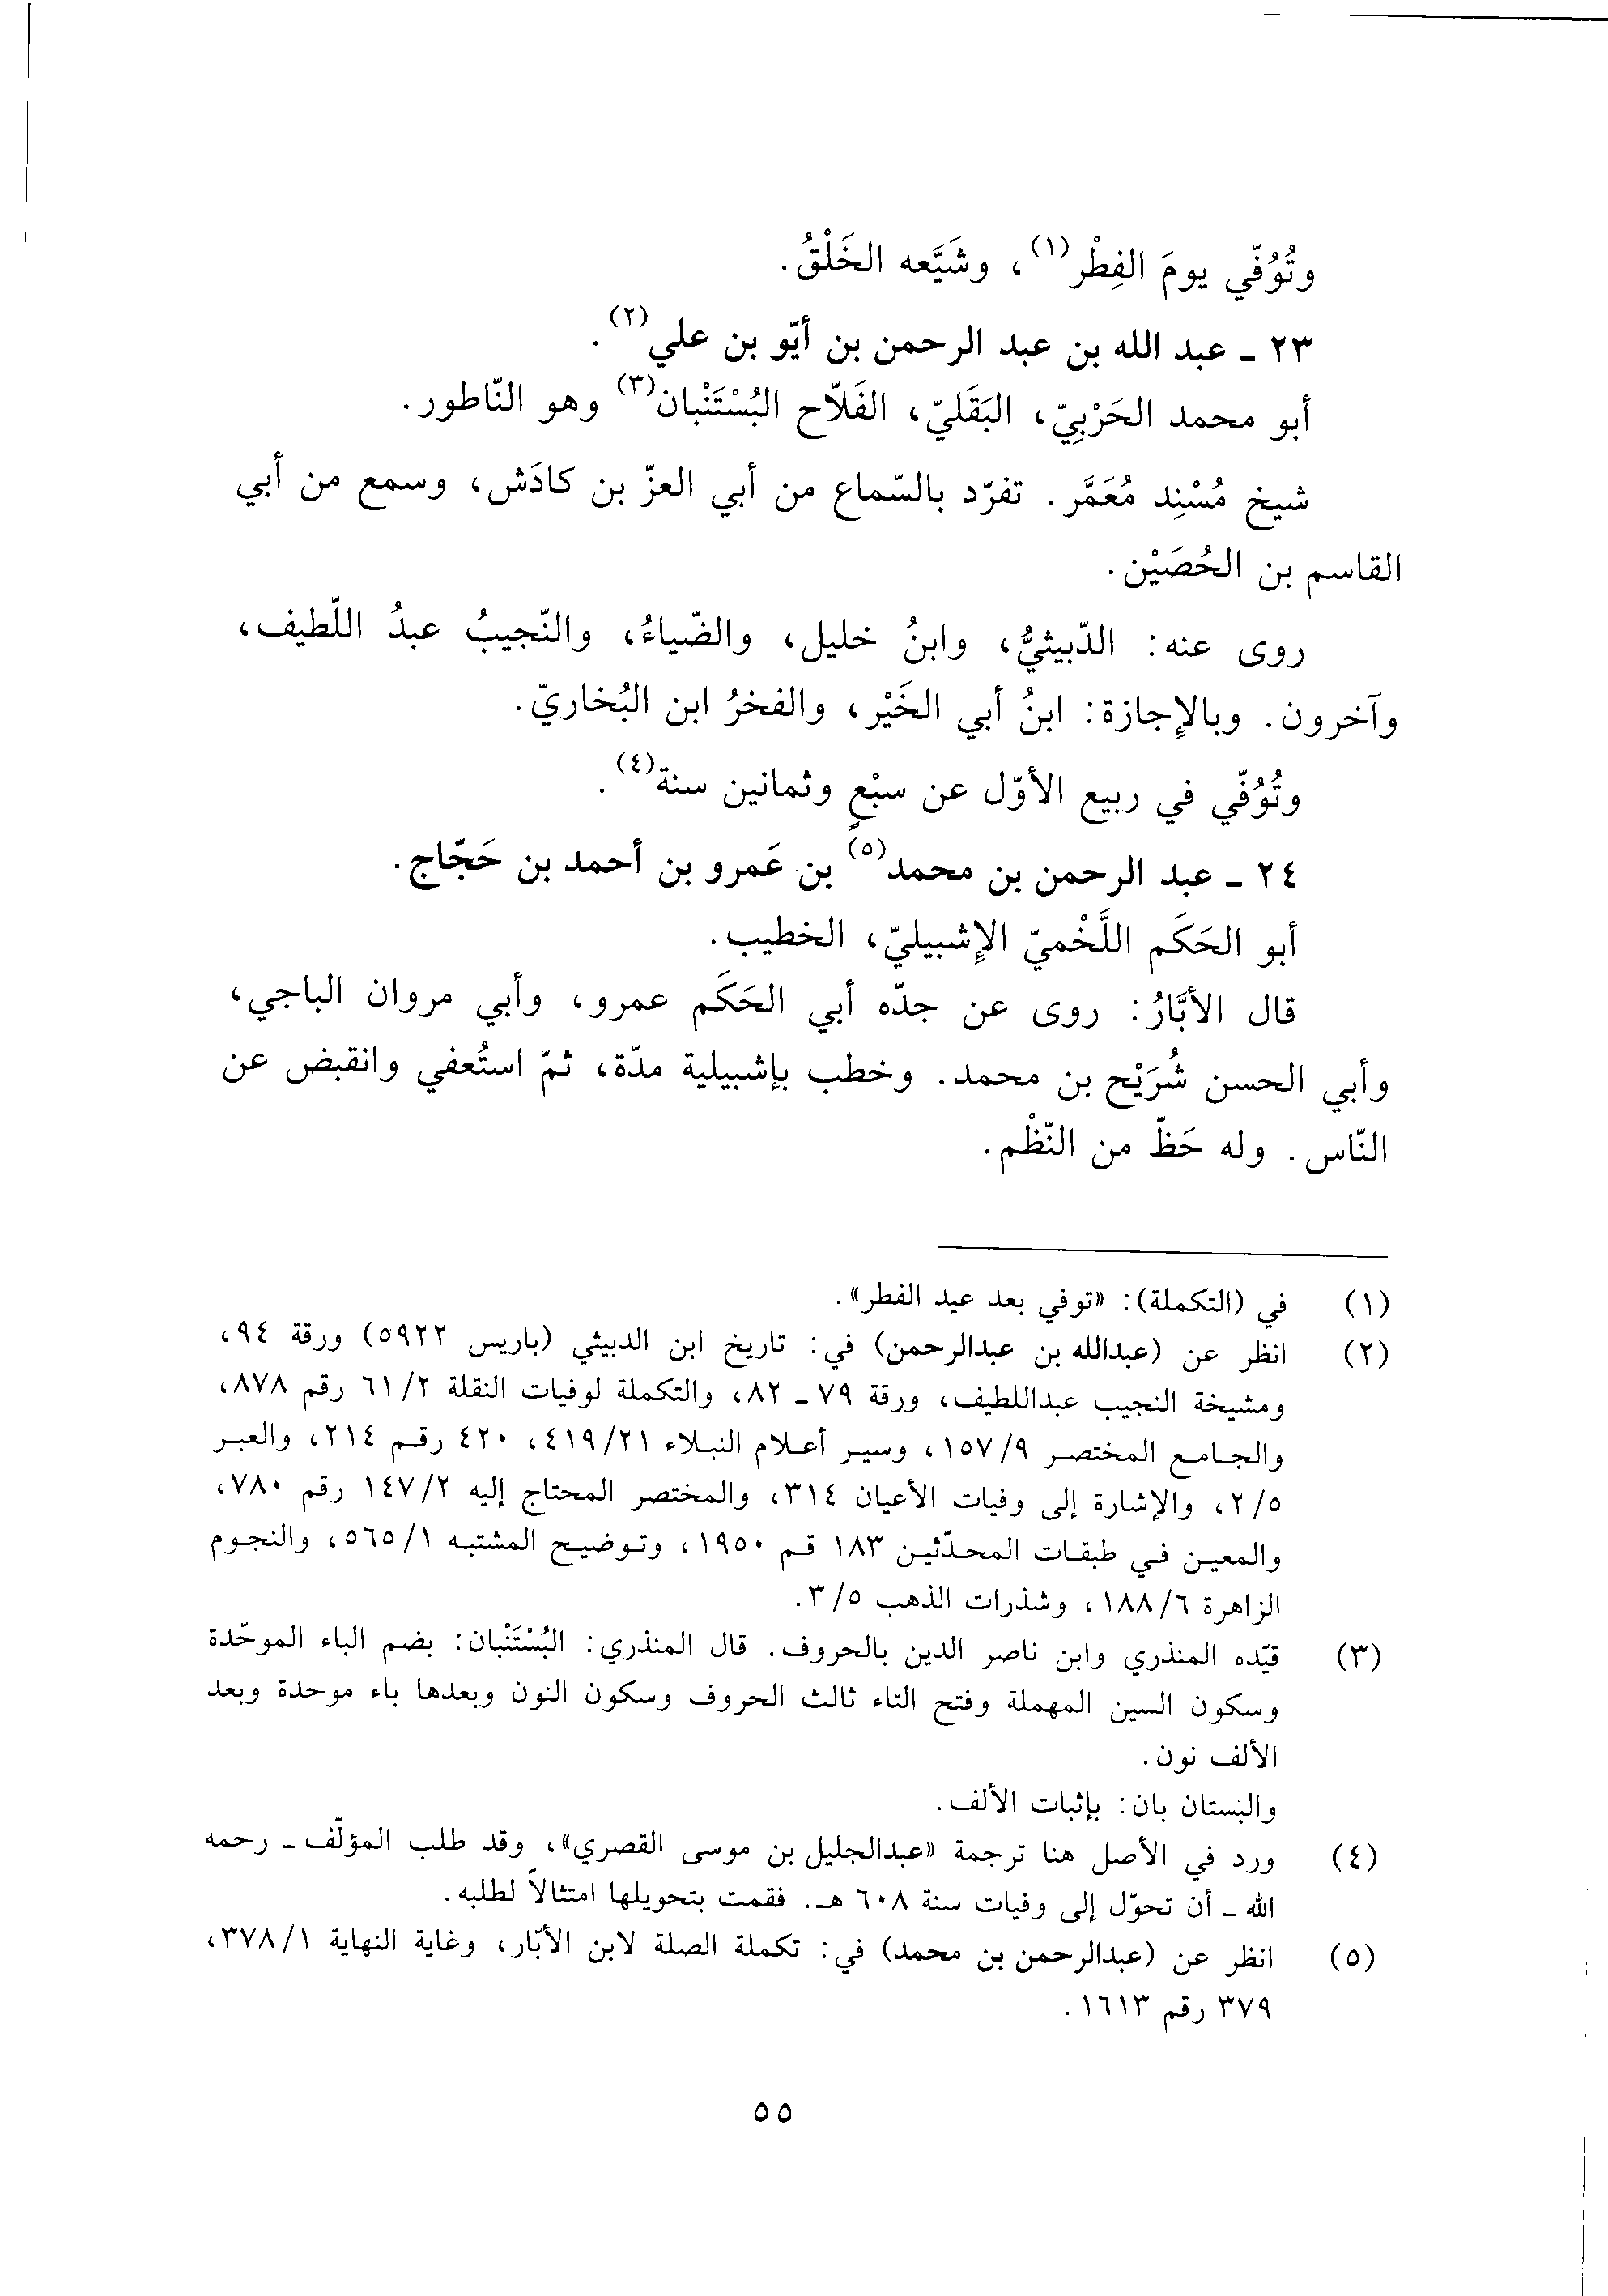 وتُوُفّي يومَ الفِطْر(١)، وشَيَّعه الخَلْقُ.
٢٣ ـ عبد الله بن عبد الرحمن بن أيّو بن علي(٢).
أبو محمد الحَرْبِيّ، البَقَليّ، الفَلّاح البُسْتَنْبان(٣) وهو النّاطور.
شيخ مُسْنِد مُعَمَّر. تفرّد بالسّماع من أبي العزّ بن كادَش، وسمع من أبي
القاسم بن الحُصَيْن.
روى عنه: الدّبيثيُّ، وابنُ خليل، والضّياءُ، والنّجيبُ عبدُ اللّطيف،
وآخرون. وبالإِجازة: ابنُ أبي الخَيْر، والفخرُ ابن البُخاريّ.
وتُوُفّي في ربيع الأوّل عن سبْعٍ وثمانين سنة(٤).
٢٤ ـ عبد الرحمن بن محمد(٥) بن عَمرو بن أحمد بن حَجّاج.
أبو الحَكَم اللَّخْميّ الإِشبيليّ، الخطيب.
قال الأبَّارُ: روى عن جدّه أبي الحَكَم عمرو، وأبي مروان الباجي،
وأبي الحسن شُرَيْح بن محمد. وخطب بإشبيلية مدّة، ثمّ استُعفي وانقبض عن
النّاس. وله حَظّ من النّظْم.
(١) في (التكملة): «توفي بعد عيد الفطر».
(٢) انظر عن (عبدالله بن عبدالرحمن) في: تاريخ ابن الدبيثي (باريس ٥٩٢٢) ورقة ٩٤،
ومشيخة النجيب عبداللطيف، ورقة ٧٩ ـ ٨٢، والتكملة لوفيات النقلة ٦١/٢ رقم ٨٧٨،
والجامع المختصر ١٥٧/٩، وسير أعلام النبلاء ٤١٩/٢١، ٤٢٠ رقم ٢١٤، والعبر
٢/٥، والإشارة إلى وفيات الأعيان ٣١٤، والمختصر المحتاج إليه ١٤٧/٢ رقم ٧٨٠،
والمعين في طبقات المحدّثين ١٨٣ قم ١٩٥٠، وتوضيح المشتبه ٥٦٥/١، والنجوم
الزاهرة ١٨٨/٦، وشذرات الذهب ٣/٥.
(٣) قيّده المنذري وابن ناصر الدين بالحروف. قال المنذري: البُسْتَنْبان: بضم الباء الموحّدة
وسكون السين المهملة وفتح التاء ثالث الحروف وسكون النون وبعدها باء موحدة وبعد
الألف نون.
والبستان بان: بإثبات الألف.
(٤) ورد في الأصل هنا ترجمة «عبدالجليل بن موسى القصري»، وقد طلب المؤلّف ـ رحمه
الله ـ أن تحوّل إلى وفيات سنة ٦٠٨ هـ. فقمت بتحويلها امتثالاً لطلبه.
(٥) انظر عن (عبدالرحمن بن محمد) في: تكملة الصلة لابن الأبّار، وغاية النهاية ٣٧٨/١،
٣٧٩ رقم ١٦١٣.
٥٥